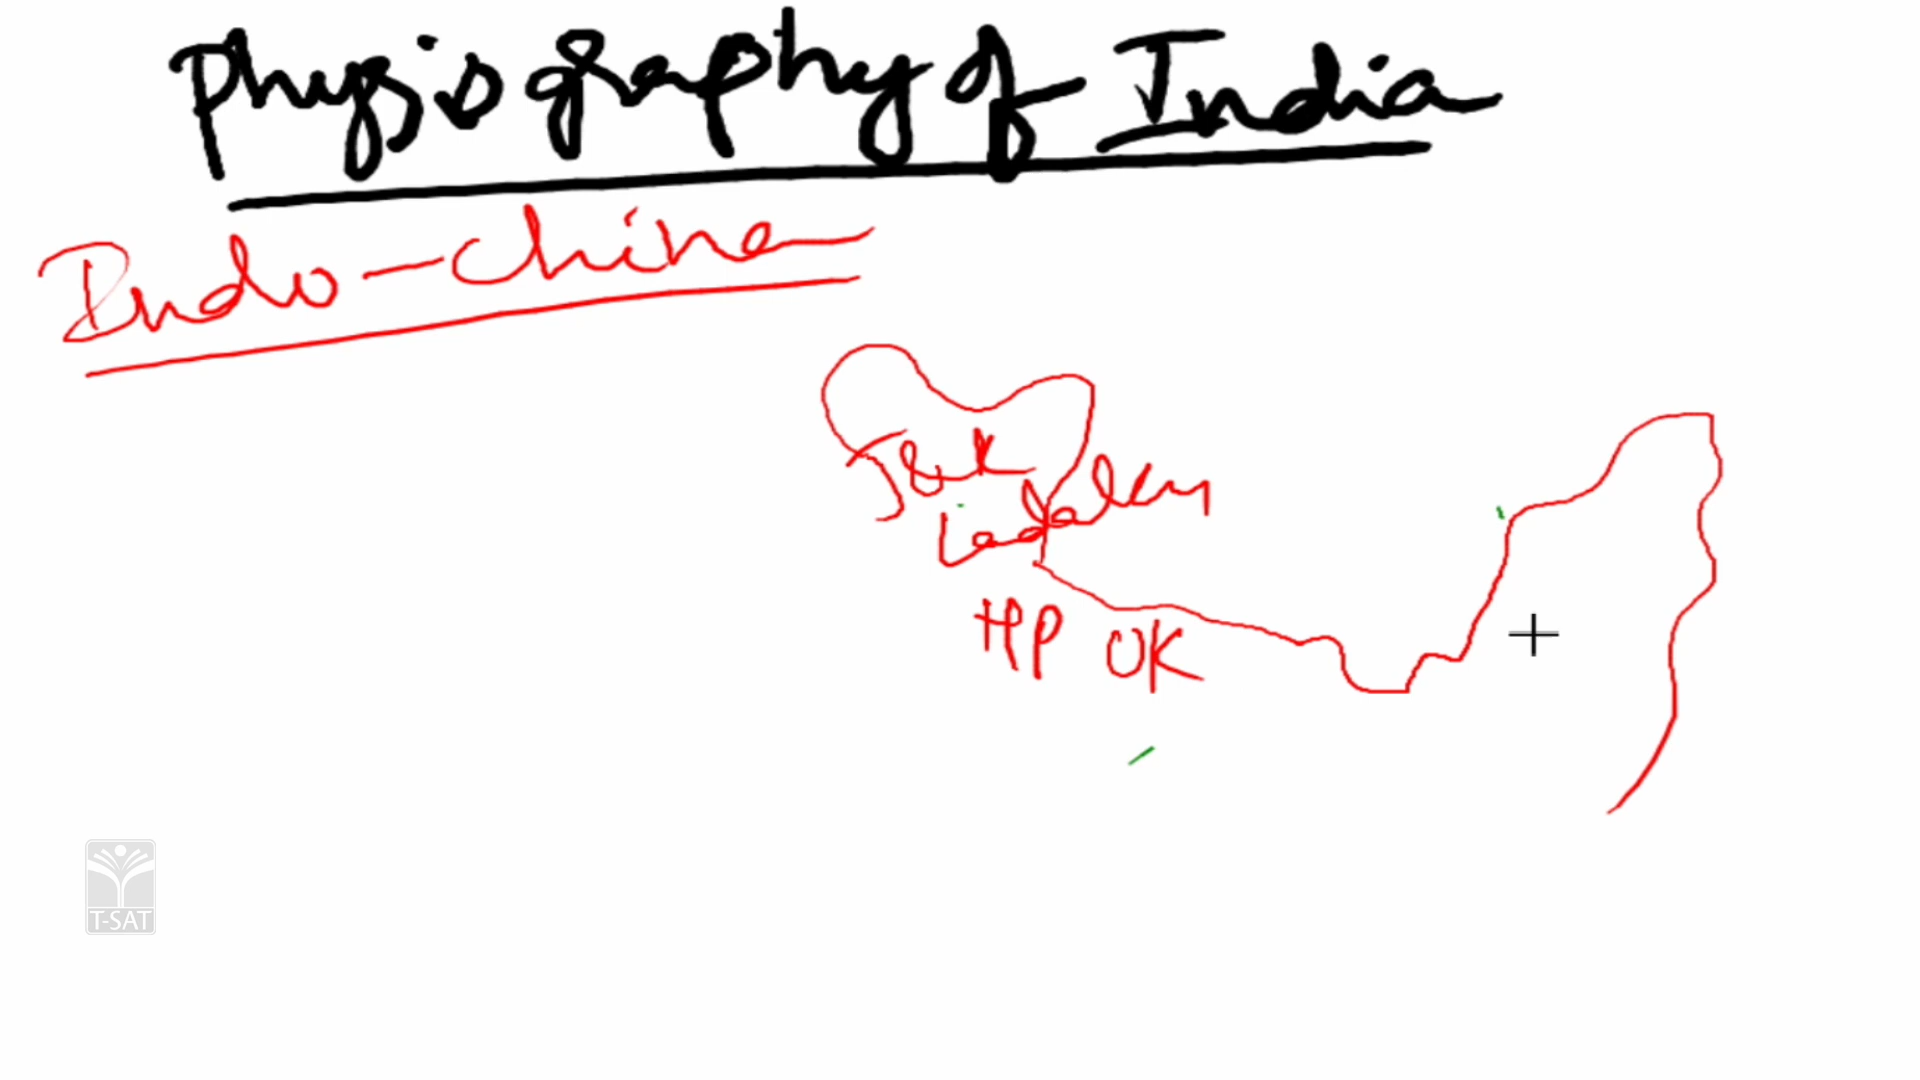 Physiography of India
Indo-China
J&K
Ladakh
HP UK
T-SAT